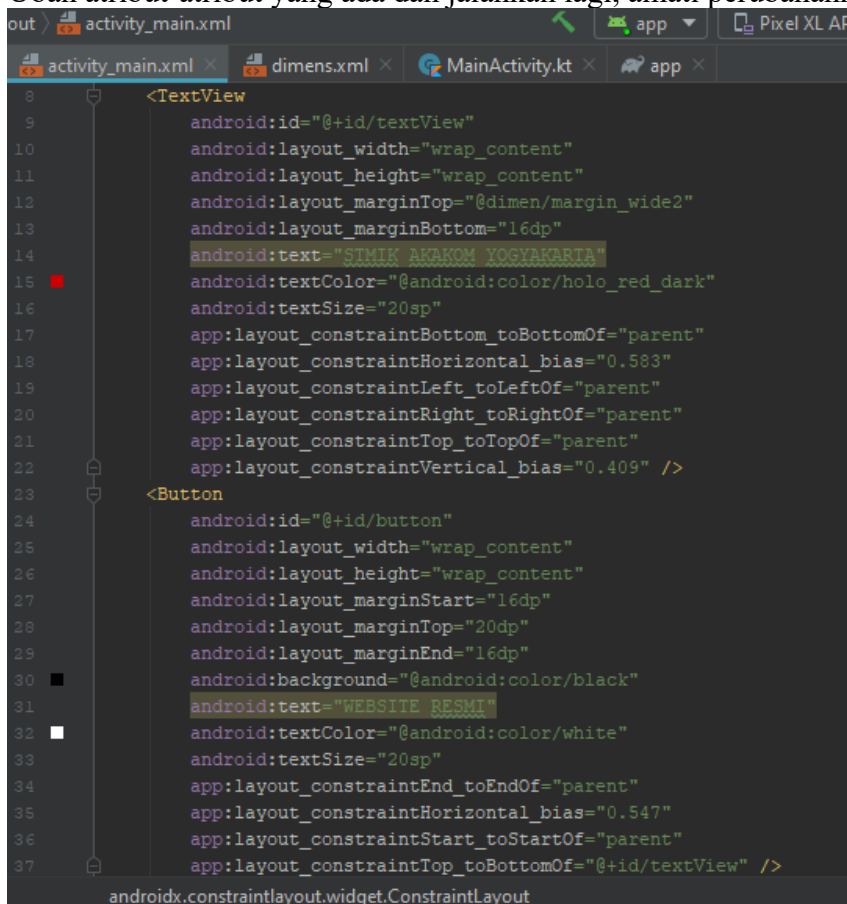 out activity_main.xml app Pixel XL AP
activity_main.xml dimens.xml MainActivity.kt app
8 <TextView
9 android:id="@+id/textView"
10 android:layout_width="wrap_content"
11 android:layout_height="wrap_content"
12 android:layout_marginTop="@dimen/margin_wide2"
13 android:layout_marginBottom="16dp"
14 android:text="STMIK AKAKOM YOGYAKARTA"
15 android:textColor="@android:color/holo_red_dark"
16 android:textSize="20sp"
17 app:layout_constraintBottom_toBottomOf="parent"
18 app:layout_constraintHorizontal_bias="0.583"
19 app:layout_constraintLeft_toLeftOf="parent"
20 app:layout_constraintRight_toRightOf="parent"
21 app:layout_constraintTop_toTopOf="parent"
22 app:layout_constraintVertical_bias="0.409" />
23 <Button
24 android:id="@+id/button"
25 android:layout_width="wrap_content"
26 android:layout_height="wrap_content"
27 android:layout_marginStart="16dp"
28 android:layout_marginTop="20dp"
29 android:layout_marginEnd="16dp"
30 android:background="@android:color/black"
31 android:text="WEBSITE RESMI"
32 android:textColor="@android:color/white"
33 android:textSize="20sp"
34 app:layout_constraintEnd_toEndOf="parent"
35 app:layout_constraintHorizontal_bias="0.547"
36 app:layout_constraintStart_toStartOf="parent"
37 app:layout_constraintTop_toBottomOf="@+id/textView" />
androidx.constraintlayout.widget.ConstraintLayout